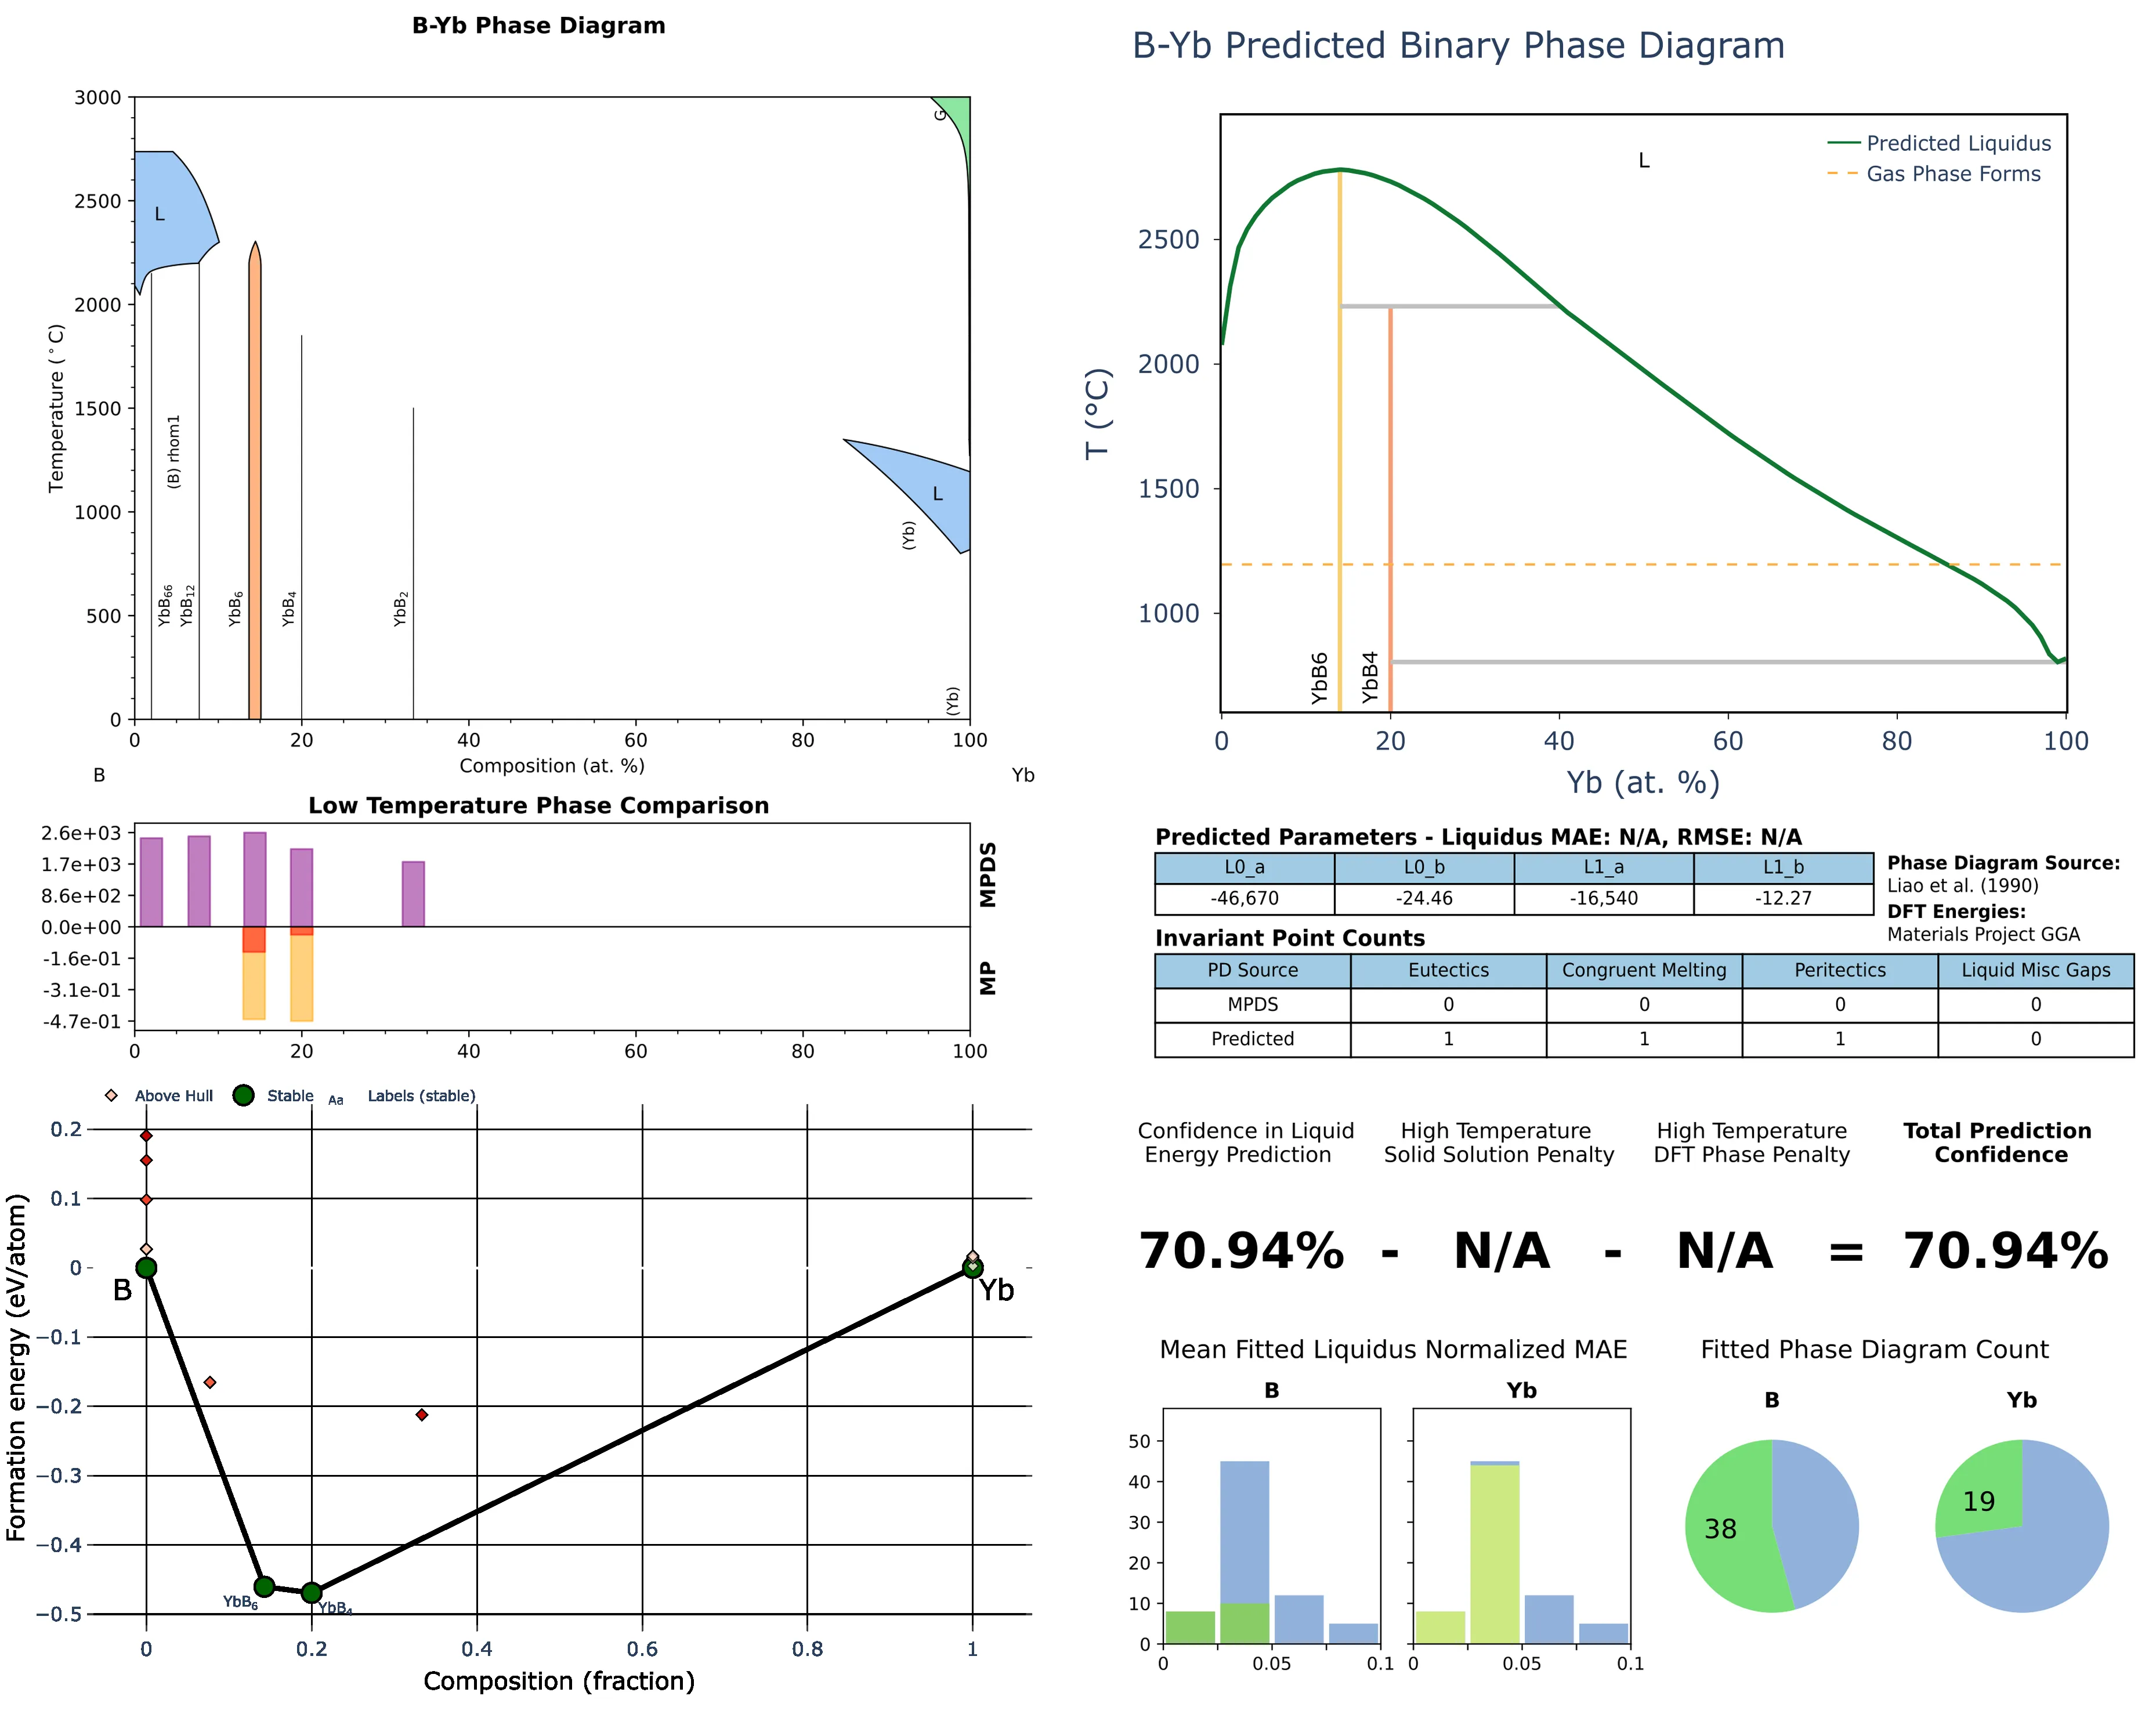 B-Yb Phase Diagram
3000
2500
2000
1500
1000
500
0
Temperature (°C)
L
G
L
(B) rhom1
YbB66
YbB12
YbB6
YbB4
YbB2
(Yb)
(Yb)
0 20 40 60 80 100
Composition (at. %)
B Yb
Low Temperature Phase Comparison
2.6e+03
1.7e+03
8.6e+02
0.0e+00
-1.6e-01
-3.1e-01
-4.7e-01
MPDS
MP
0 20 40 60 80 100
Above Hull Stable Aa Labels (stable)
0.2
0.1
0
−0.1
−0.2
−0.3
−0.4
−0.5
Formation energy (eV/atom)
B
Yb
YbB6
YbB4
0 0.2 0.4 0.6 0.8 1
Composition (fraction)
B-Yb Predicted Binary Phase Diagram
L
Predicted Liquidus
Gas Phase Forms
2500
2000
1500
1000
T (°C)
YbB6
YbB4
0 20 40 60 80 100
Yb (at. %)
Predicted Parameters - Liquidus MAE: N/A, RMSE: N/A
L0_a L0_b L1_a L1_b
-46,670 -24.46 -16,540 -12.27
Phase Diagram Source:
Liao et al. (1990)
DFT Energies:
Materials Project GGA
Invariant Point Counts
PD Source Eutectics Congruent Melting Peritectics Liquid Misc Gaps
MPDS 0 0 0 0
Predicted 1 1 1 0
Confidence in Liquid
Energy Prediction
High Temperature
Solid Solution Penalty
High Temperature
DFT Phase Penalty
Total Prediction
Confidence
70.94% - N/A - N/A = 70.94%
Mean Fitted Liquidus Normalized MAE
B
Yb
50
40
30
20
10
0
0 0.05 0.1
0 0.05 0.1
Fitted Phase Diagram Count
B
38
Yb
19